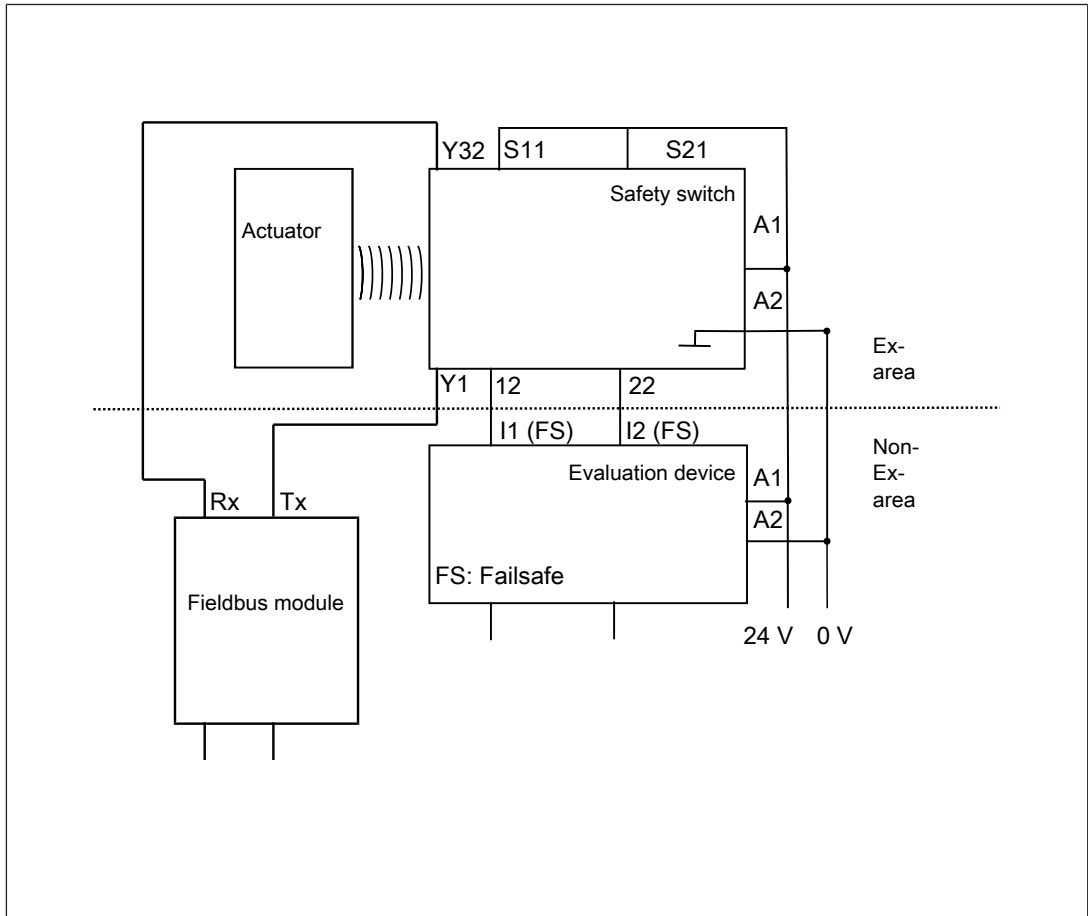 Y32
S11
S21
Safety switch
Actuator
A1
A2
Ex-
area
Y1
12
22
I1 (FS)
I2 (FS)
Non-
Ex-
area
Evaluation device
A1
A2
Rx
Tx
FS: Failsafe
Fieldbus module
24 V
0 V